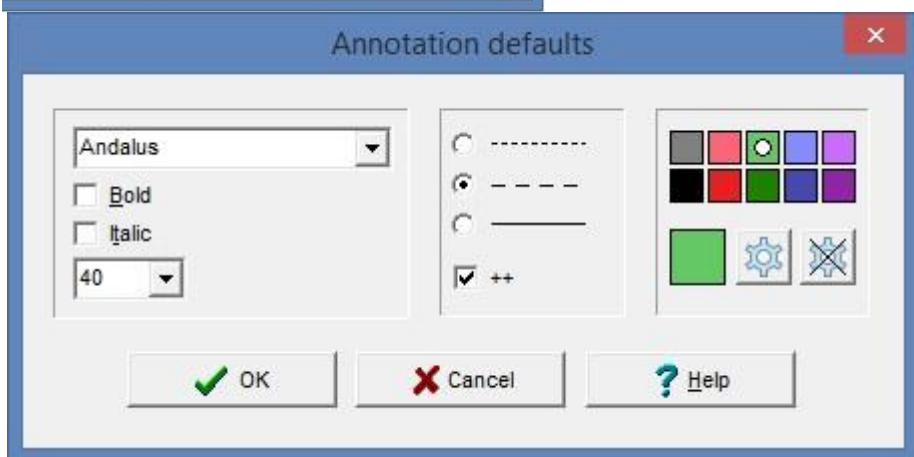 Annotation defaults
Andalus
Bold
Italic
40
++
OK
Cancel
? Help